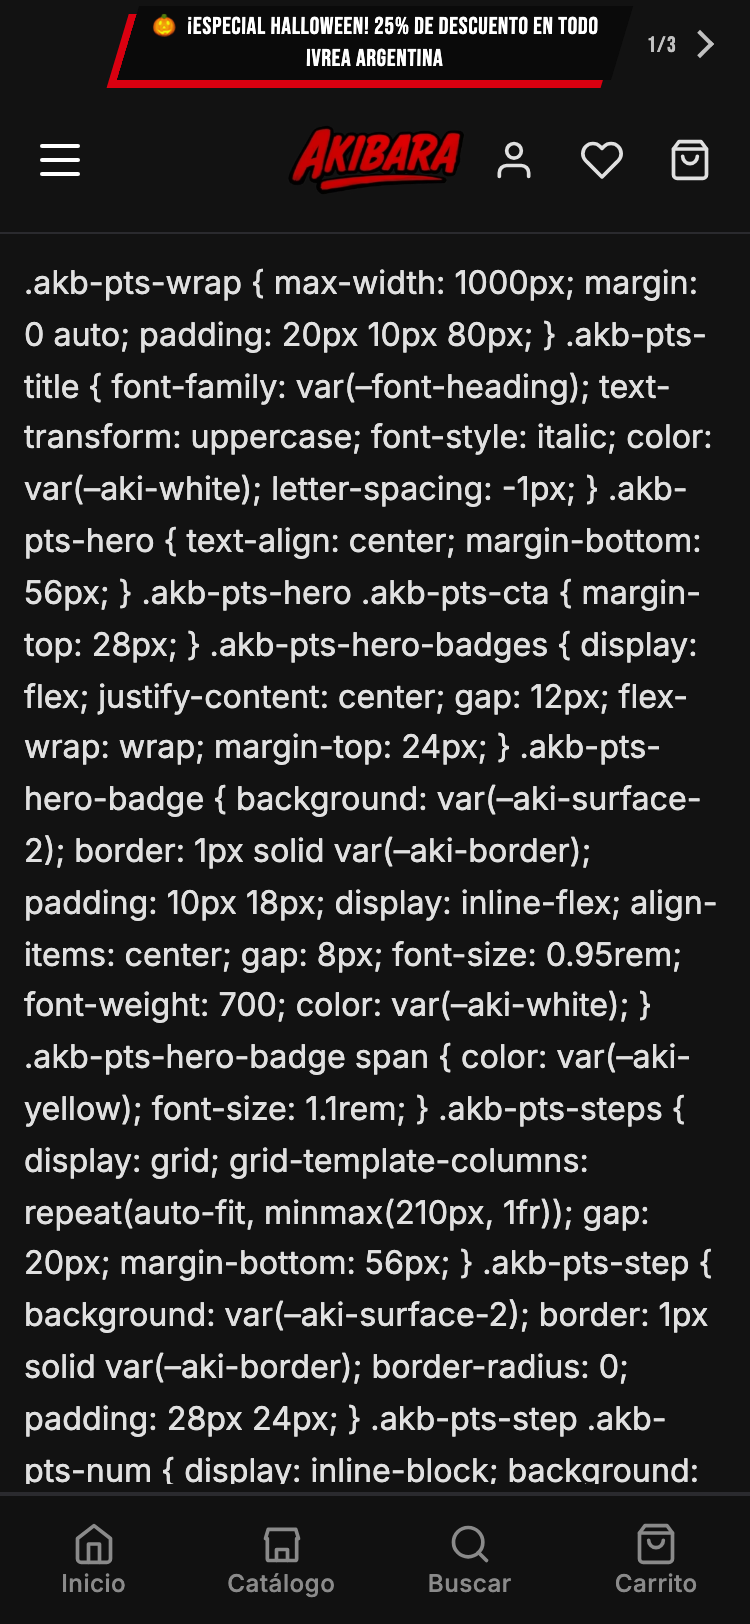 ¡ESPECIAL HALLOWEEN! 25% DE DESCUENTO EN TODO
IVREA ARGENTINA
1/3
AKIBARA
.akb-pts-wrap { max-width: 1000px; margin:
0 auto; padding: 20px 10px 80px; } .akb-pts-
title { font-family: var(–font-heading); text-
transform: uppercase; font-style: italic; color:
var(–aki-white); letter-spacing: -1px; } .akb-
pts-hero { text-align: center; margin-bottom:
56px; } .akb-pts-hero .akb-pts-cta { margin-
top: 28px; } .akb-pts-hero-badges { display:
flex; justify-content: center; gap: 12px; flex-
wrap: wrap; margin-top: 24px; } .akb-pts-
hero-badge { background: var(–aki-surface-
2); border: 1px solid var(–aki-border);
padding: 10px 18px; display: inline-flex; align-
items: center; gap: 8px; font-size: 0.95rem;
font-weight: 700; color: var(–aki-white); }
.akb-pts-hero-badge span { color: var(–aki-
yellow); font-size: 1.1rem; } .akb-pts-steps {
display: grid; grid-template-columns:
repeat(auto-fit, minmax(210px, 1fr)); gap:
20px; margin-bottom: 56px; } .akb-pts-step {
background: var(–aki-surface-2); border: 1px
solid var(–aki-border); border-radius: 0;
padding: 28px 24px; } .akb-pts-step .akb-
pts-num { display: inline-block; background:
Inicio
Catálogo
Buscar
Carrito